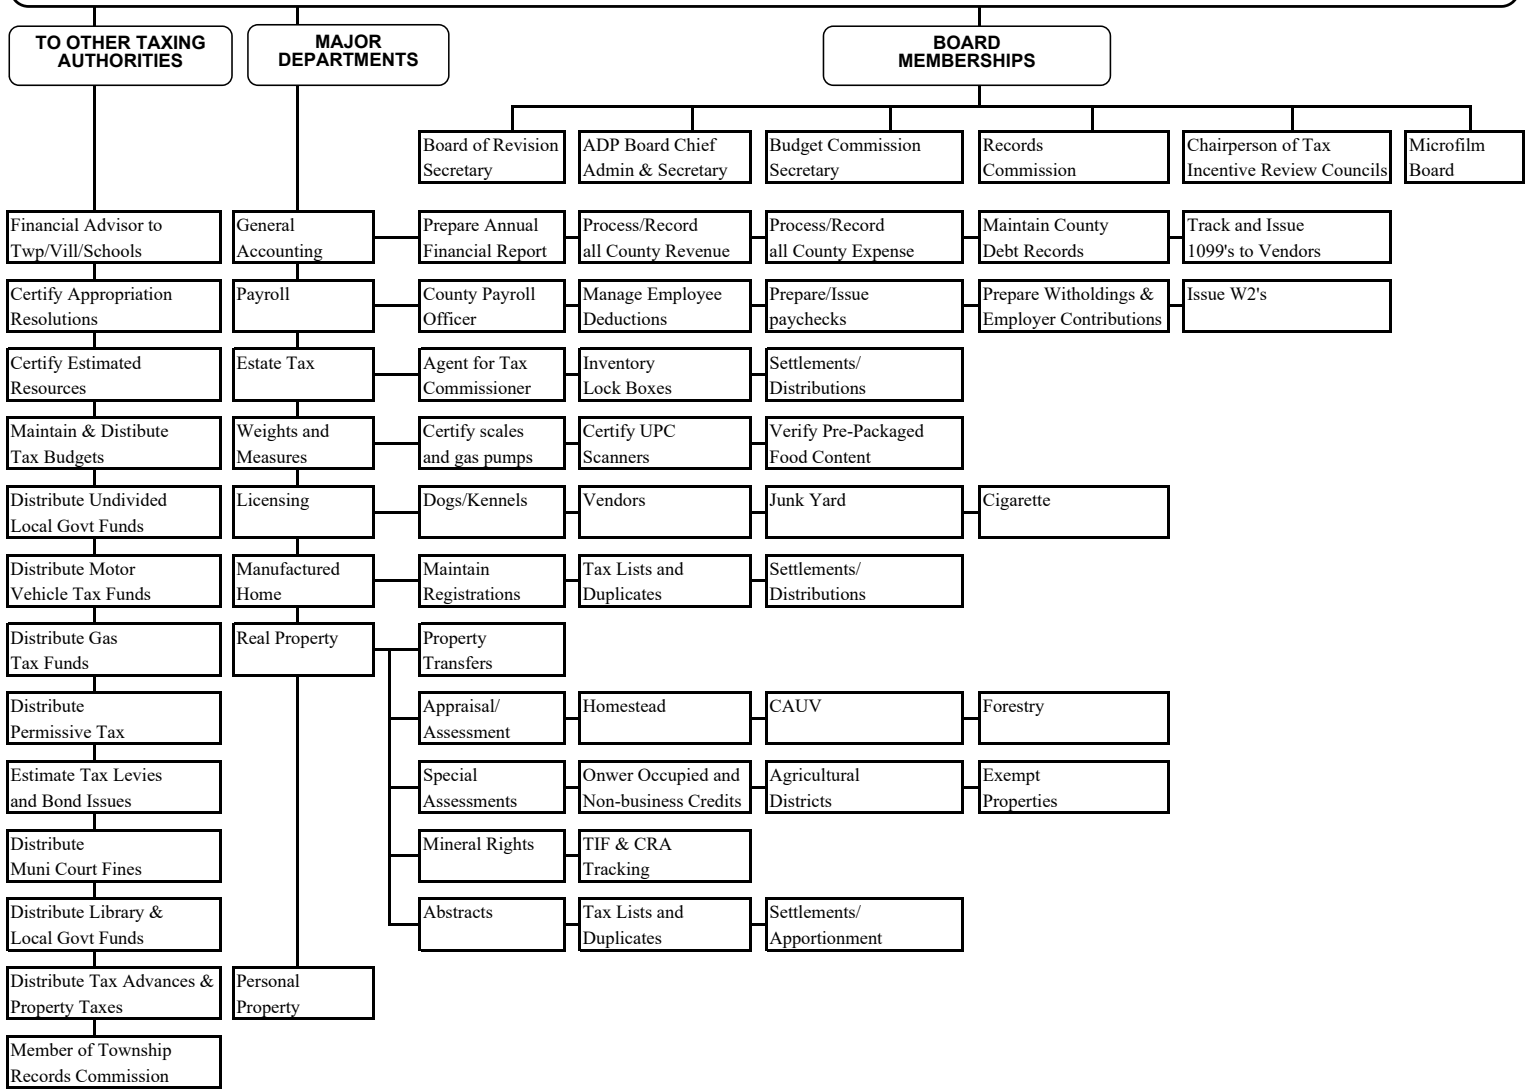 TO OTHER TAXING
AUTHORITIES
MAJOR
DEPARTMENTS
BOARD
MEMBERSHIPS
Board of Revision
Secretary
ADP Board Chief
Admin & Secretary
Budget Commission
Secretary
Records
Commission
Chairperson of Tax
Incentive Review Councils
Microfilm
Board
Financial Advisor to
Twp/Vill/Schools
General
Accounting
Prepare Annual
Financial Report
Process/Record
all County Revenue
Process/Record
all County Expense
Maintain County
Debt Records
Track and Issue
1099's to Vendors
Certify Appropriation
Resolutions
Payroll
County Payroll
Officer
Manage Employee
Deductions
Prepare/Issue
paychecks
Prepare Witholdings &
Employer Contributions
Issue W2's
Certify Estimated
Resources
Estate Tax
Agent for Tax
Commissioner
Inventory
Lock Boxes
Settlements/
Distributions
Maintain & Distibute
Tax Budgets
Weights and
Measures
Certify scales
and gas pumps
Certify UPC
Scanners
Verify Pre-Packaged
Food Content
Distribute Undivided
Local Govt Funds
Licensing
Dogs/Kennels
Vendors
Junk Yard
Cigarette
Distribute Motor
Vehicle Tax Funds
Manufactured
Home
Maintain
Registrations
Tax Lists and
Duplicates
Settlements/
Distributions
Distribute Gas
Tax Funds
Real Property
Property
Transfers
Distribute
Permissive Tax
Appraisal/
Assessment
Homestead
CAUV
Forestry
Estimate Tax Levies
and Bond Issues
Special
Assessments
Onwer Occupied and
Non-business Credits
Agricultural
Districts
Exempt
Properties
Distribute
Muni Court Fines
Mineral Rights
TIF & CRA
Tracking
Distribute Library &
Local Govt Funds
Abstracts
Tax Lists and
Duplicates
Settlements/
Apportionment
Distribute Tax Advances &
Property Taxes
Personal
Property
Member of Township
Records Commission